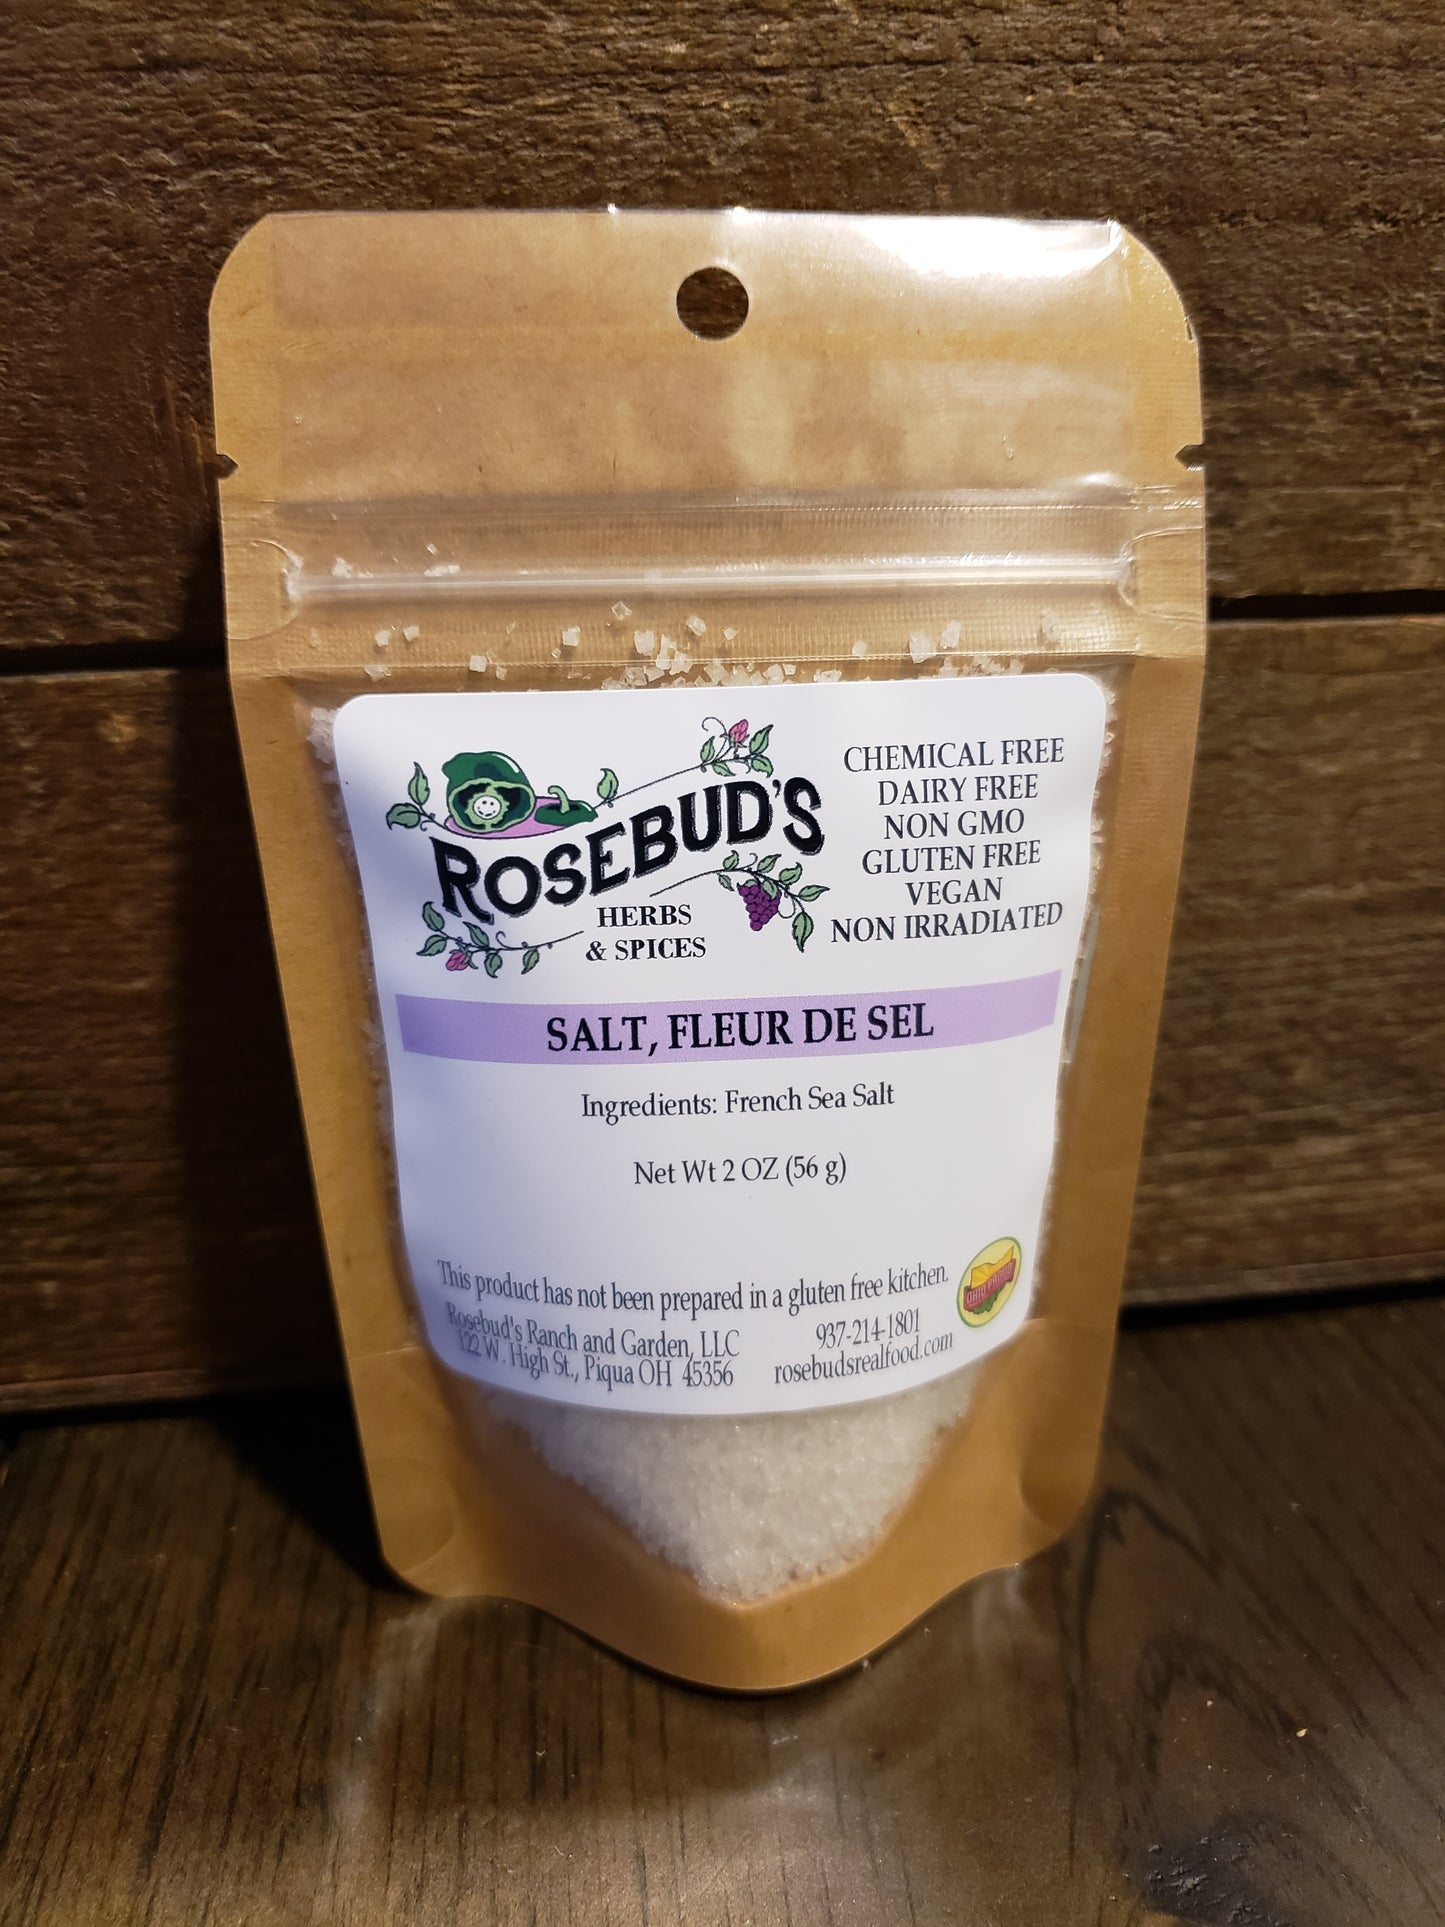 ROSEBUD'S
HERBS
& SPICES
CHEMICAL FREE
DAIRY FREE
NON GMO
GLUTEN FREE
VEGAN
NON IRRADIATED
SALT, FLEUR DE SEL
Ingredients: French Sea Salt
Net Wt 2 OZ (56 g)
This product has not been prepared in a gluten free kitchen.
Rosebud's Ranch and Garden, LLC
122 W. High St., Piqua OH 45356
937-214-1801
rosebudsrealfood.com
OHIO PROUD